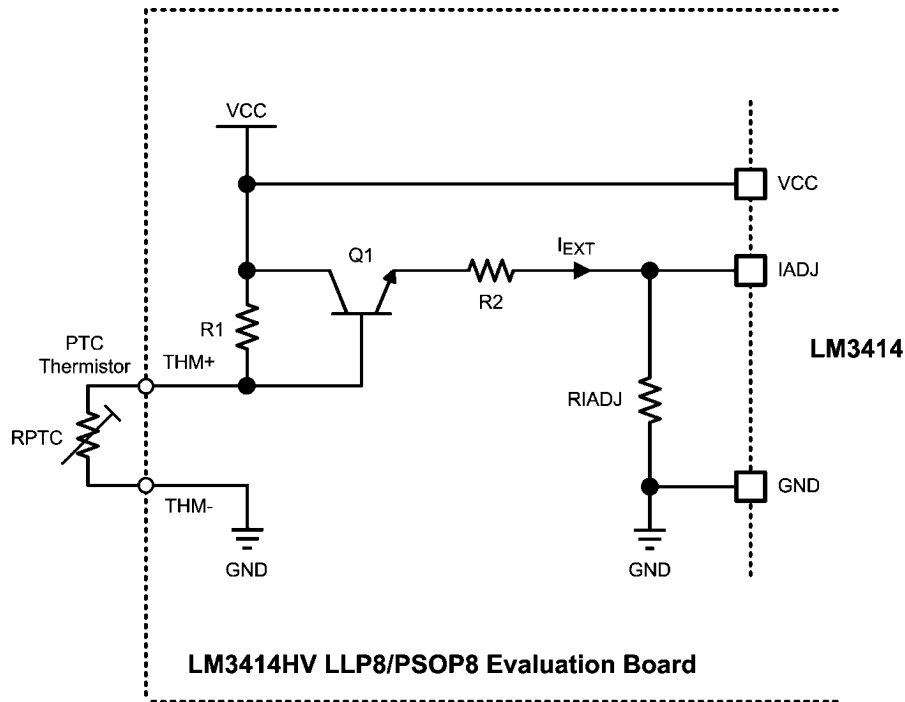 VCC
VCC
Q1
IEXT
IADJ
R1
R2
PTC
Thermistor
THM+
LM3414
RIADJ
RPTC
THM-
GND
GND
GND
LM3414HV LLP8/PSOP8 Evaluation Board